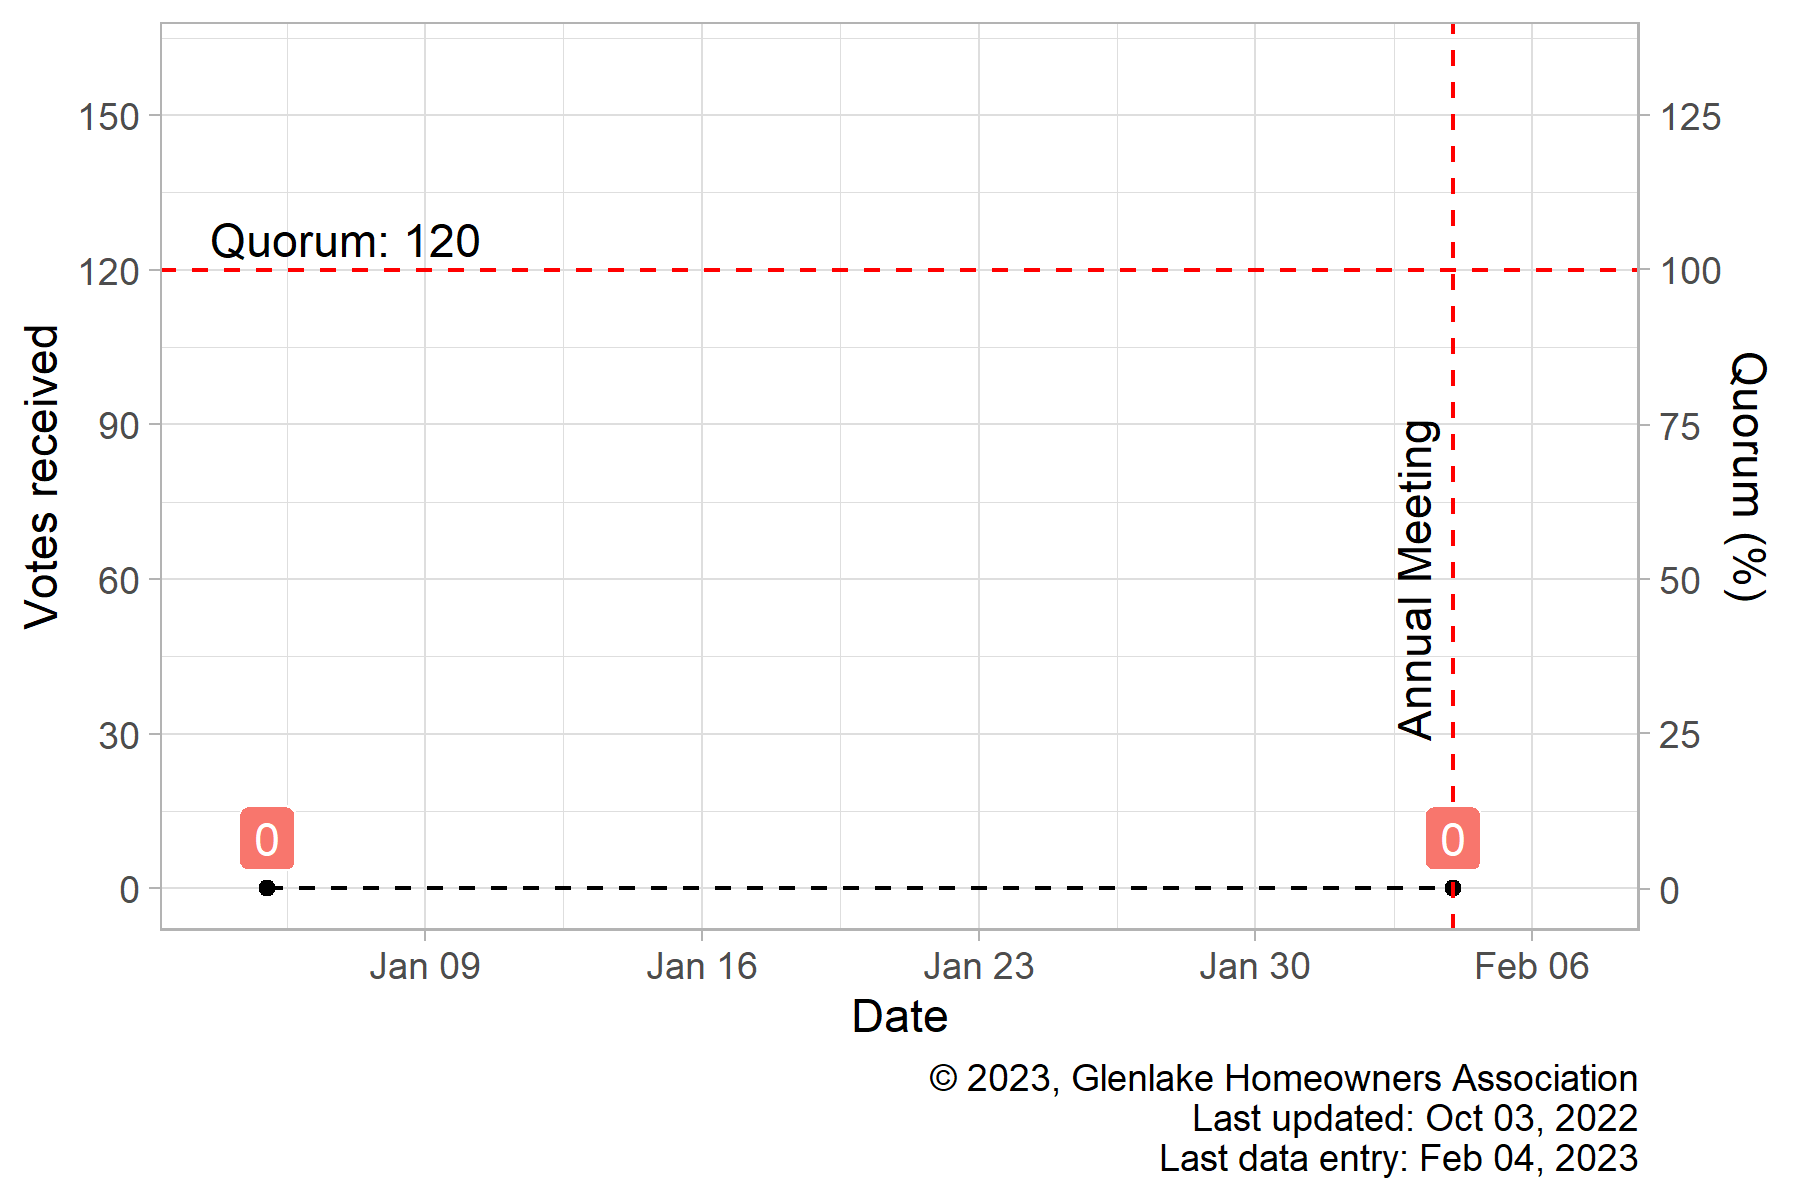 150
125
Quorum: 120
120
100
Votes received
90
75
Quorum (%)
Annual Meeting
60
50
30
25
0
0
0
0
Jan 09
Jan 16
Jan 23
Jan 30
Feb 06
Date
© 2023, Glenlake Homeowners Association
Last updated: Oct 03, 2022
Last data entry: Feb 04, 2023